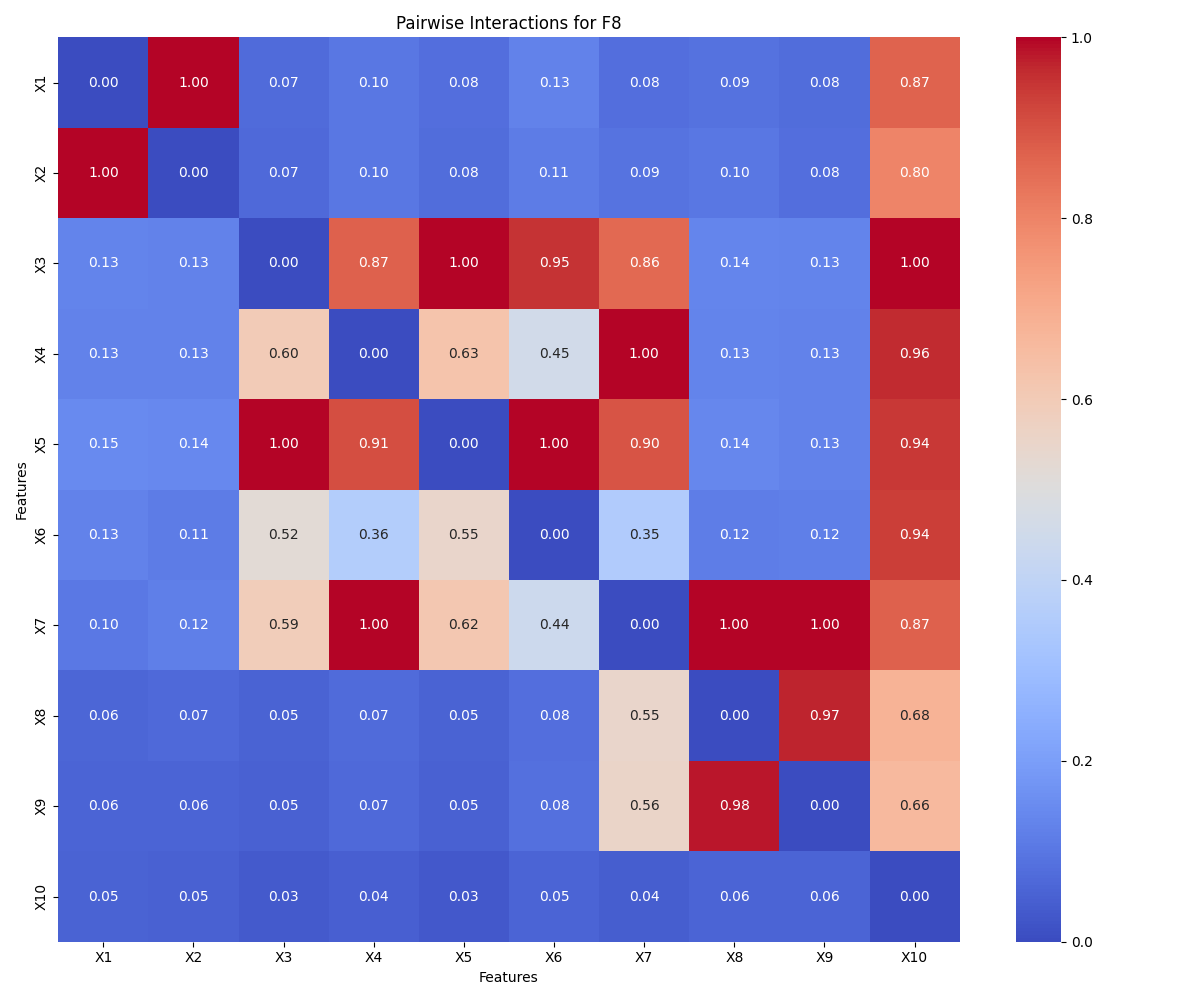 Pairwise Interactions for F8
X1 0.00 1.00 0.07 0.10 0.08 0.13 0.08 0.09 0.08 0.87
X2 1.00 0.00 0.07 0.10 0.08 0.11 0.09 0.10 0.08 0.80
X3 0.13 0.13 0.00 0.87 1.00 0.95 0.86 0.14 0.13 1.00
X4 0.13 0.13 0.60 0.00 0.63 0.45 1.00 0.13 0.13 0.96
X5 0.15 0.14 1.00 0.91 0.00 1.00 0.90 0.14 0.13 0.94
X6 0.13 0.11 0.52 0.36 0.55 0.00 0.35 0.12 0.12 0.94
X7 0.10 0.12 0.59 1.00 0.62 0.44 0.00 1.00 1.00 0.87
X8 0.06 0.07 0.05 0.07 0.05 0.08 0.55 0.00 0.97 0.68
X9 0.06 0.06 0.05 0.07 0.05 0.08 0.56 0.98 0.00 0.66
X10 0.05 0.05 0.03 0.04 0.03 0.05 0.04 0.06 0.06 0.00
X1 X2 X3 X4 X5 X6 X7 X8 X9 X10
Features
Features
1.0
0.8
0.6
0.4
0.2
0.0